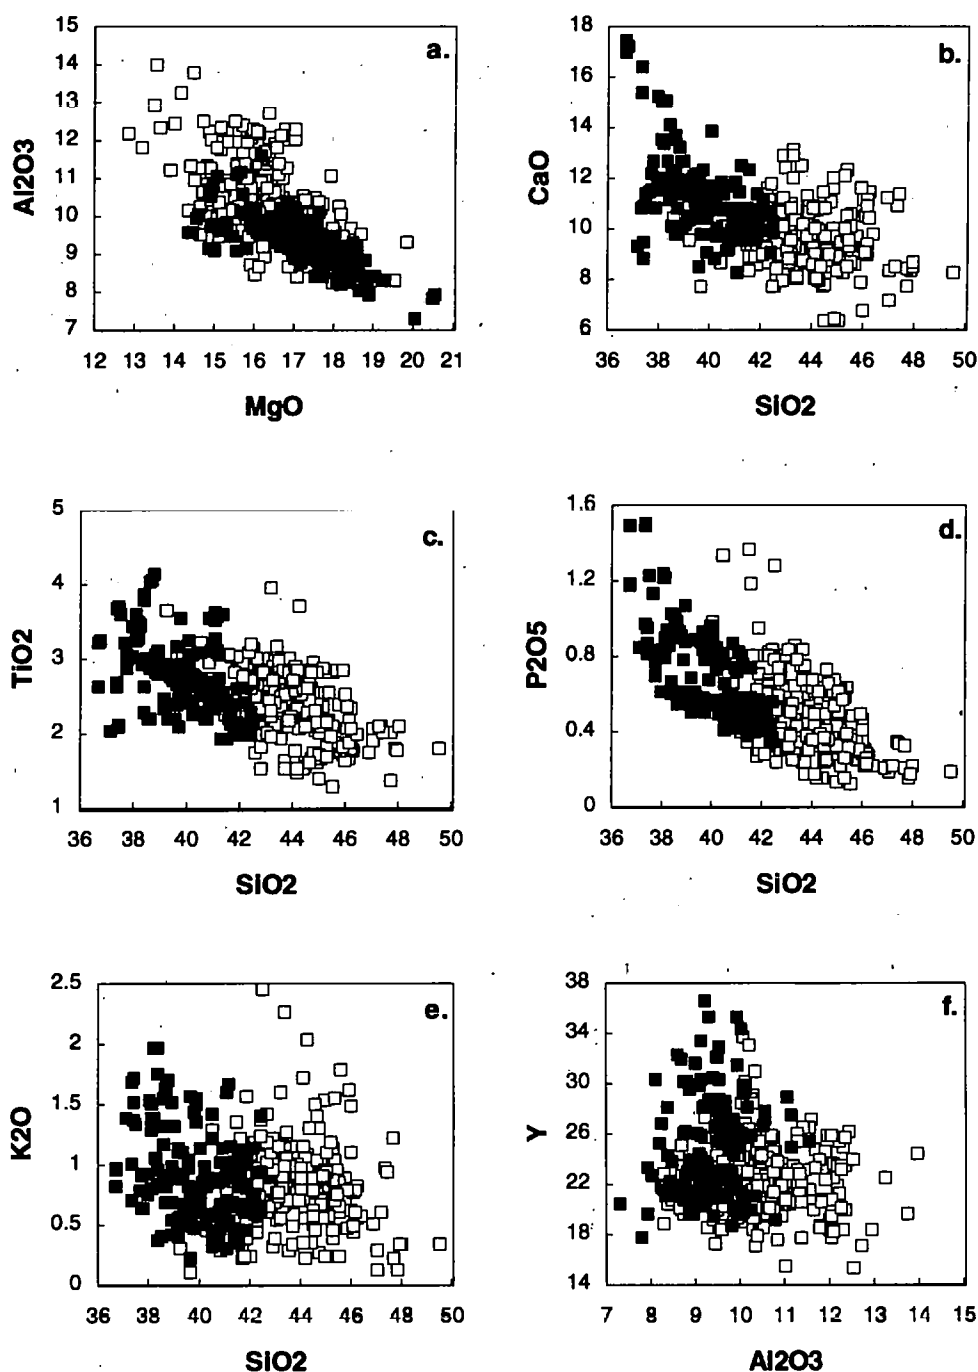 15
14
13
12
11
10
9
8
7
Al2O3
a.
12 13 14 15 16 17 18 19 20 21
MgO
18
16
14
12
10
8
6
CaO
b.
36 38 40 42 44 46 48 50
SiO2
5
4
3
2
1
TiO2
c.
36 38 40 42 44 46 48 50
SiO2
1.6
1.2
0.8
0.4
0
P2O5
d.
36 38 40 42 44 46 48 50
SiO2
2.5
2
1.5
1
0.5
0
K2O
e.
36 38 40 42 44 46 48 50
SiO2
38
34
30
26
22
18
14
Y
f.
7 8 9 10 11 12 13 14 15
Al2O3